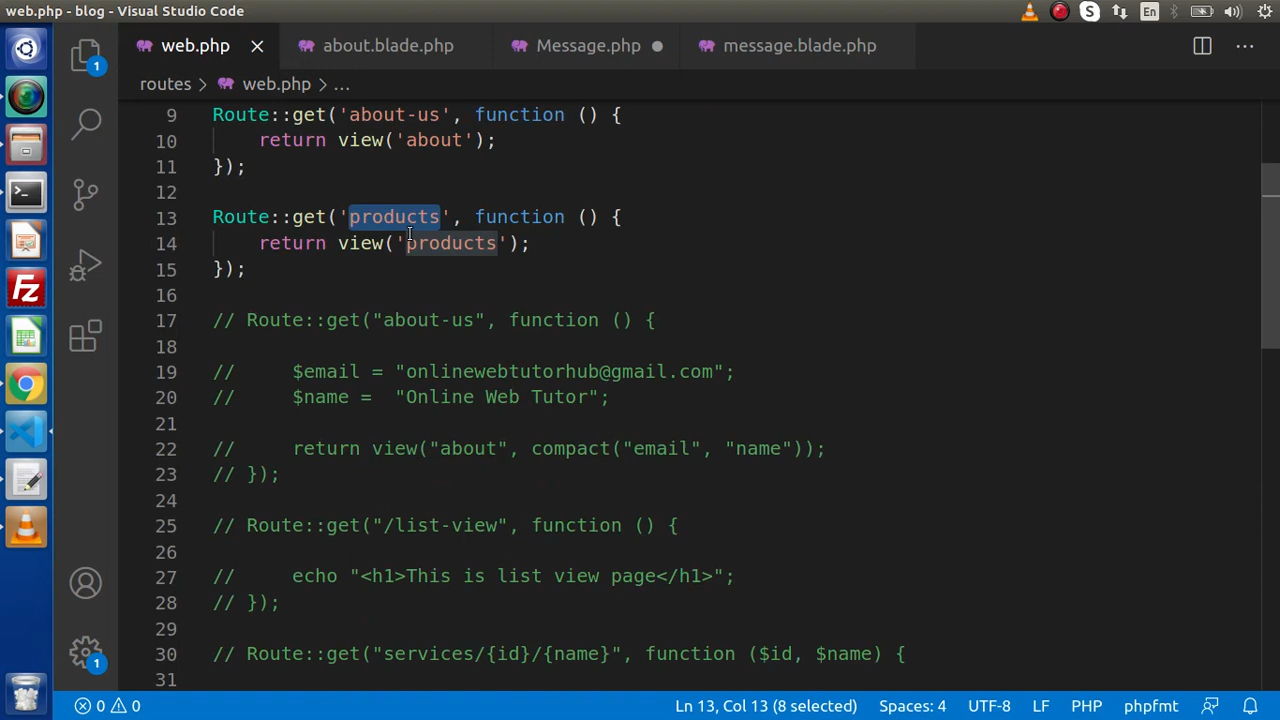 web.php - blog - Visual Studio Code
En
web.php about.blade.php Message.php message.blade.php
routes > web.php > ...
9 Route::get('about-us', function () {
10 return view('about');
11 });
12
13 Route::get('products', function () {
14 return view('products');
15 });
16
17 // Route::get("about-us", function () {
18
19 // $email = "onlinewebtutorhub@gmail.com";
20 // $name = "Online Web Tutor";
21
22 // return view("about", compact("email", "name"));
23 // });
24
25 // Route::get("/list-view", function () {
26
27 // echo "<h1>This is list view page</h1>";
28 // });
29
30 // Route::get("services/{id}/{name}", function ($id, $name) {
31
1
1
Fz
S
0 0 Ln 13, Col 13 (8 selected) Spaces: 4 UTF-8 LF PHP phpfmt